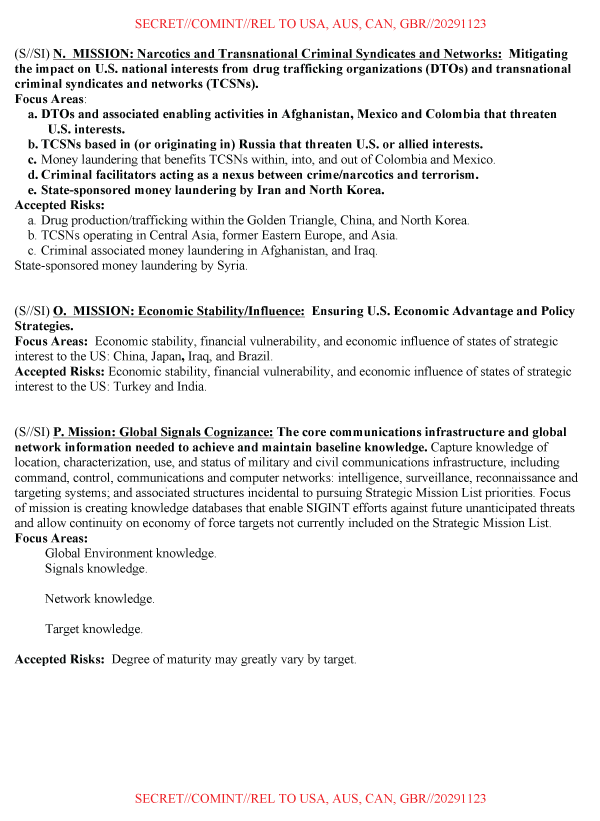 SECRET//COMINT//REL TO USA, AUS, CAN, GBR//20291123
(S//SI) N. MISSION: Narcotics and Transnational Criminal Syndicates and Networks: Mitigating
the impact on U.S. national interests from drug trafficking organizations (DTOs) and transnational
criminal syndicates and networks (TCSNs).
Focus Areas:
a. DTOs and associated enabling activities in Afghanistan, Mexico and Colombia that threaten
U.S. interests.
b. TCSNs based in (or originating in) Russia that threaten U.S. or allied interests.
c. Money laundering that benefits TCSNs within, into, and out of Colombia and Mexico.
d. Criminal facilitators acting as a nexus between crime/narcotics and terrorism.
e. State-sponsored money laundering by Iran and North Korea.
Accepted Risks:
a. Drug production/trafficking within the Golden Triangle, China, and North Korea.
b. TCSNs operating in Central Asia, former Eastern Europe, and Asia.
c. Criminal associated money laundering in Afghanistan, and Iraq.
State-sponsored money laundering by Syria.
(S//SI) O. MISSION: Economic Stability/Influence: Ensuring U.S. Economic Advantage and Policy
Strategies.
Focus Areas: Economic stability, financial vulnerability, and economic influence of states of strategic
interest to the US: China, Japan, Iraq, and Brazil.
Accepted Risks: Economic stability, financial vulnerability, and economic influence of states of strategic
interest to the US: Turkey and India.
(S//SI) P. Mission: Global Signals Cognizance: The core communications infrastructure and global
network information needed to achieve and maintain baseline knowledge. Capture knowledge of
location, characterization, use, and status of military and civil communications infrastructure, including
command, control, communications and computer networks: intelligence, surveillance, reconnaissance and
targeting systems; and associated structures incidental to pursuing Strategic Mission List priorities. Focus
of mission is creating knowledge databases that enable SIGINT efforts against future unanticipated threats
and allow continuity on economy of force targets not currently included on the Strategic Mission List.
Focus Areas:
Global Environment knowledge.
Signals knowledge.
Network knowledge.
Target knowledge.
Accepted Risks: Degree of maturity may greatly vary by target.
SECRET//COMINT//REL TO USA, AUS, CAN, GBR//20291123